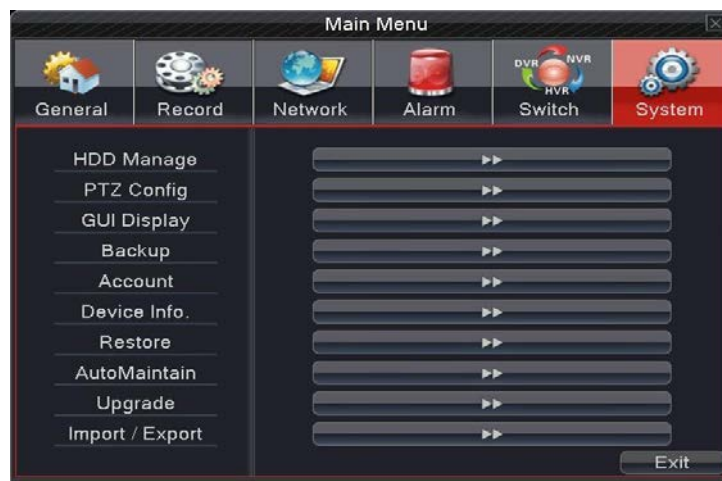 Main Menu
DVR NVR
HVR
General Record Network Alarm Switch System
HDD Manage
PTZ Config
GUI Display
Backup
Account
Device Info.
Restore
AutoMaintain
Upgrade
Import / Export
Exit